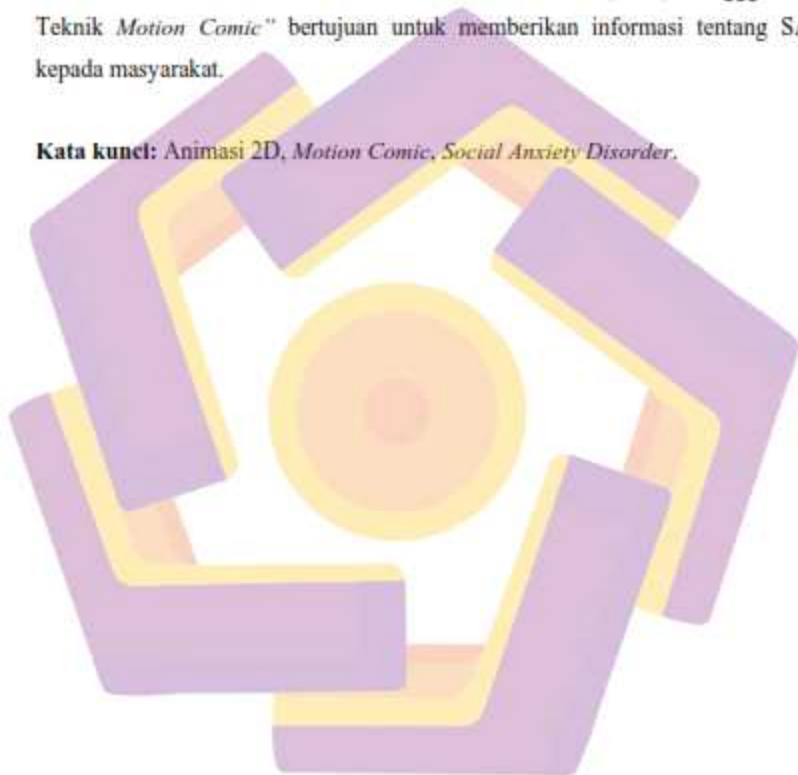 Teknik Motion Comic" bertujuan untuk memberikan informasi tentang
kepada masyarakat.
Kata kunci: Animasi 2D, Motion Comic, Social Anxiety Disorder.